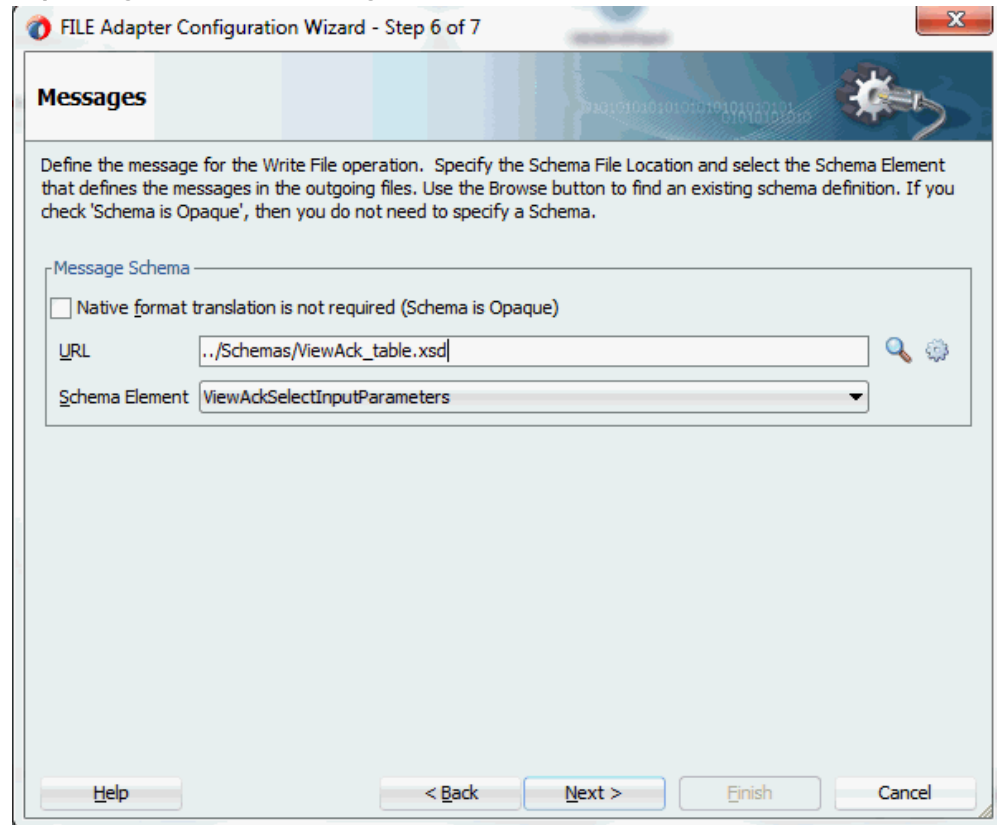 FILE Adapter Configuration Wizard - Step 6 of 7
Messages
Define the message for the Write File operation. Specify the Schema File Location and select the Schema Element
that defines the messages in the outgoing files. Use the Browse button to find an existing schema definition. If you
check 'Schema is Opaque', then you do not need to specify a Schema.
Message Schema
Native format translation is not required (Schema is Opaque)
URL ../Schemas/ViewAck_table.xsd
Schema Element ViewAckSelectInputParameters
Help < Back Next > Finish Cancel